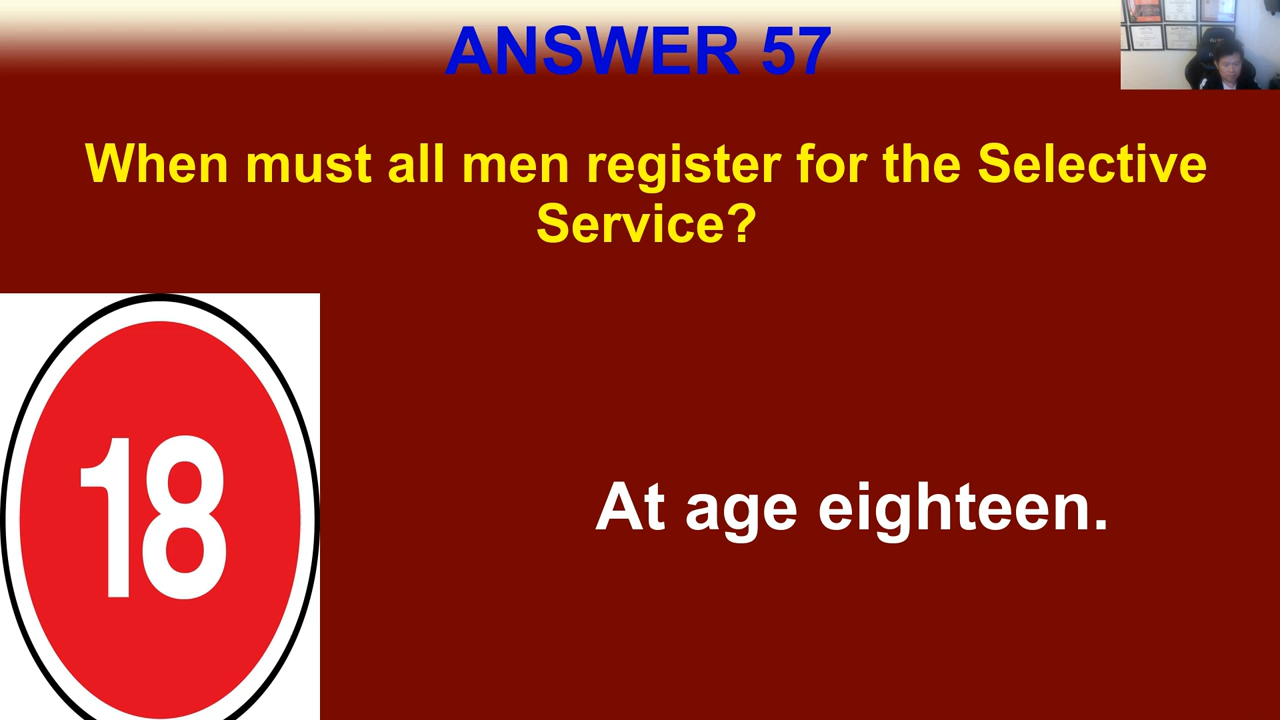 ANSWER 57
When must all men register for the Selective
Service?
18
At age eighteen.